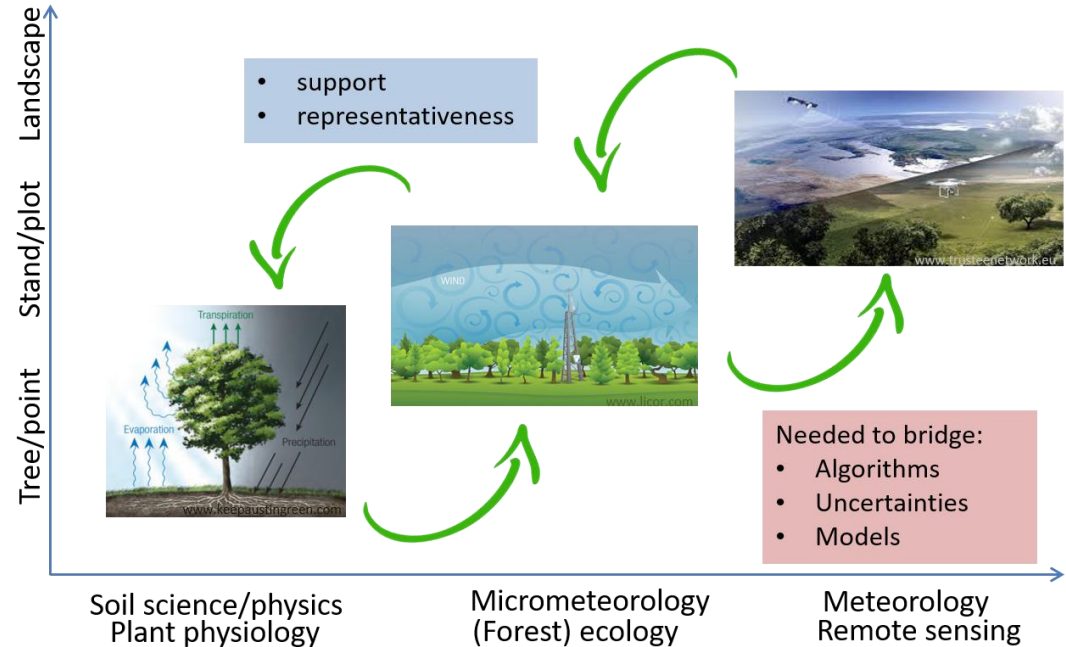 Landscape
Stand/plot
Tree/point
• support
• representativeness
www.trusteenetwork.eu
WIND
www.licor.com
Transpiration
Evaporation
Precipitation
www.keepaustingreen.com
Needed to bridge:
• Algorithms
• Uncertainties
• Models
Soil science/physics
Plant physiology
Micrometeorology
(Forest) ecology
Meteorology
Remote sensing